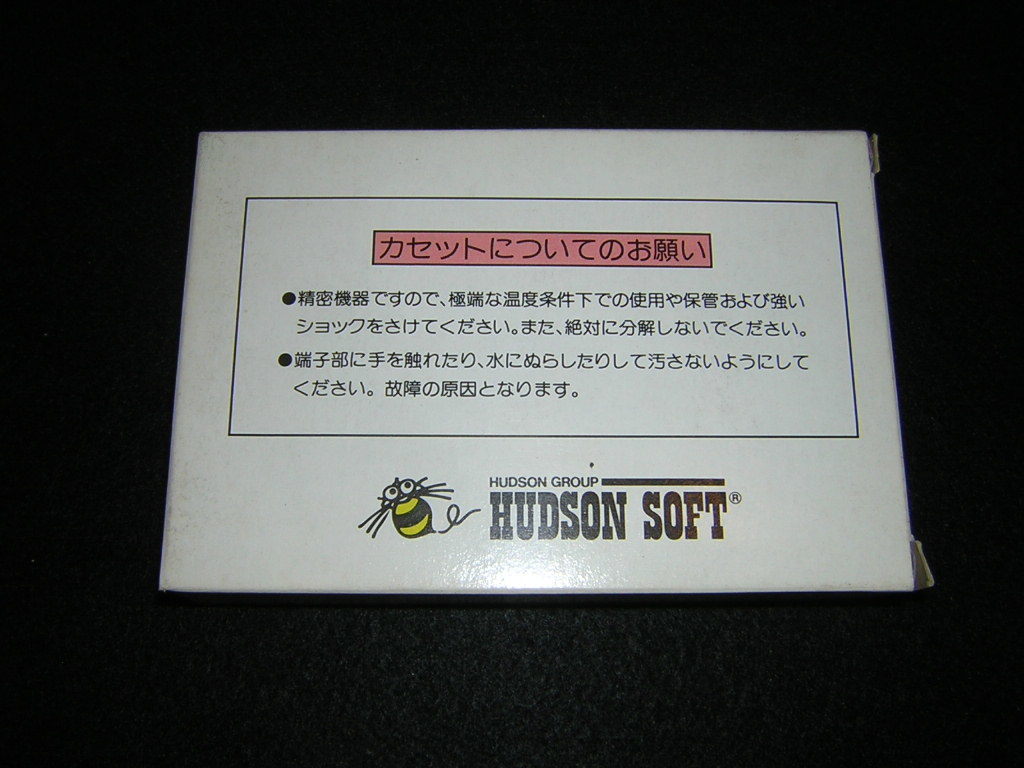 カセットについてのお願い
●精密機器ですので、極端な温度条件下での使用や保管および強い
ショックをさけてください。また、絶対に分解しないでください。
●端子部に手を触れたり、水にぬらしたりして汚さないようにして
ください。故障の原因となります。
HUDSON GROUP
HUDSON SOFT®